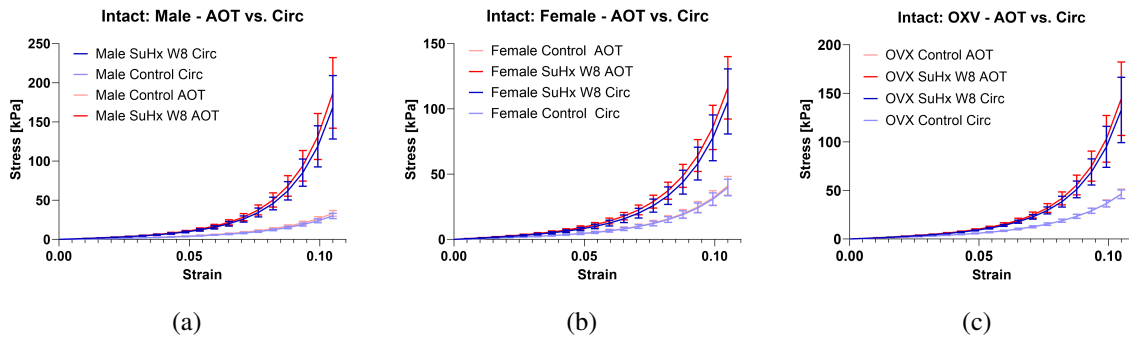 Intact: Male - AOT vs. Circ
250
200
150
100
50
0
Stress [kPa]
Male SuHx W8 Circ
Male Control Circ
Male Control AOT
Male SuHx W8 AOT
0.00 0.05 0.10
Strain
(a)
Intact: Female - AOT vs. Circ
150
100
50
0
Stress [kPa]
Female Control AOT
Female SuHx W8 AOT
Female SuHx W8 Circ
Female Control Circ
0.00 0.05 0.10
Strain
(b)
Intact: OXV - AOT vs. Circ
200
150
100
50
0
Stress [kPa]
OVX Control AOT
OVX SuHx W8 AOT
OVX SuHx W8 Circ
OVX Control Circ
0.00 0.05 0.10
Strain
(c)